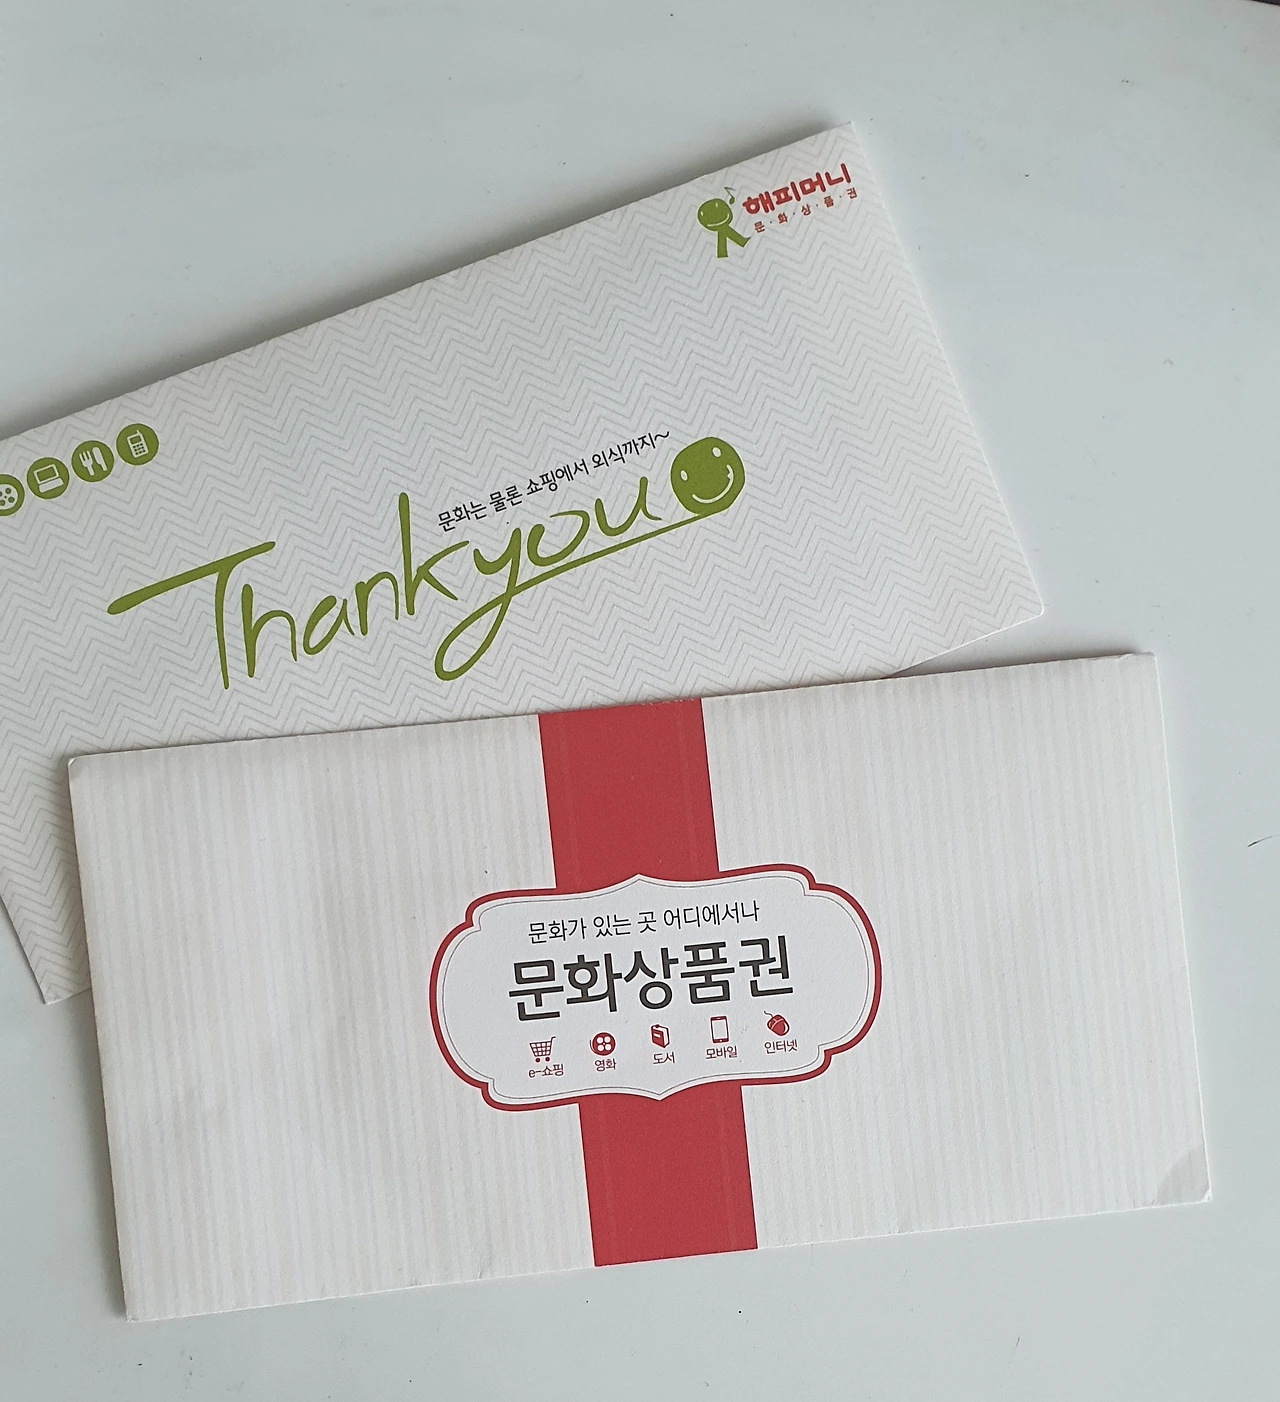 해피머니
문·화·상·품·권
문화는 물론 쇼핑에서 외식까지~
Thank you
문화가 있는 곳 어디에서나
문화상품권
e-쇼핑 영화 도서 모바일 인터넷